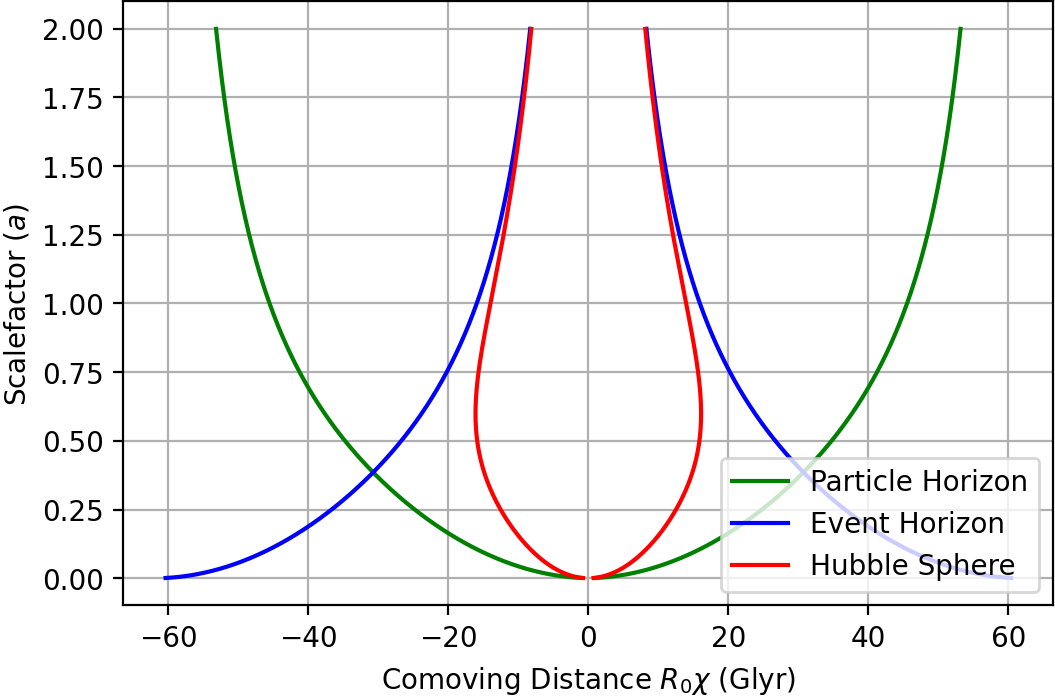 2.00
1.75
1.50
1.25
1.00
0.75
0.50
0.25
0.00
Scalefactor (a)
Particle Horizon
Event Horizon
Hubble Sphere
−60 −40 −20 0 20 40 60
Comoving Distance R₀χ (Glyr)